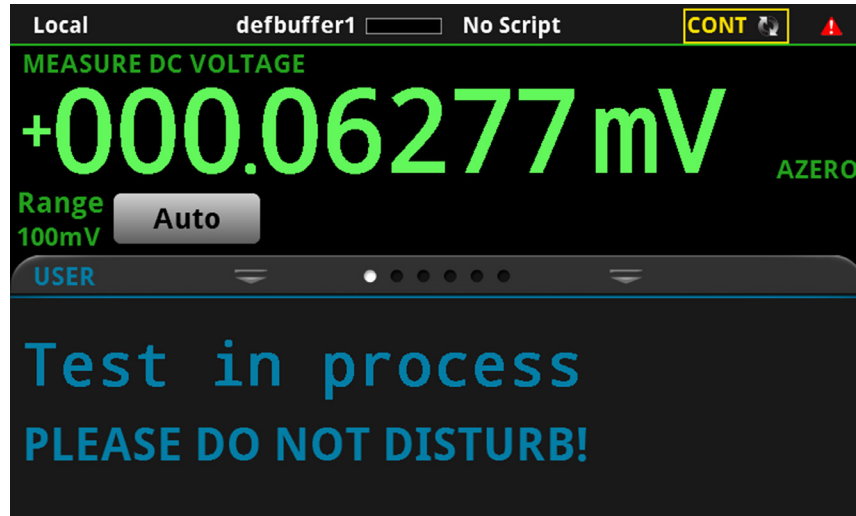 Local defbuffer1 No Script CONT
MEASURE DC VOLTAGE
+000.06277 mV
AZERO
Range Auto
100mV
USER
Test in process
PLEASE DO NOT DISTURB!